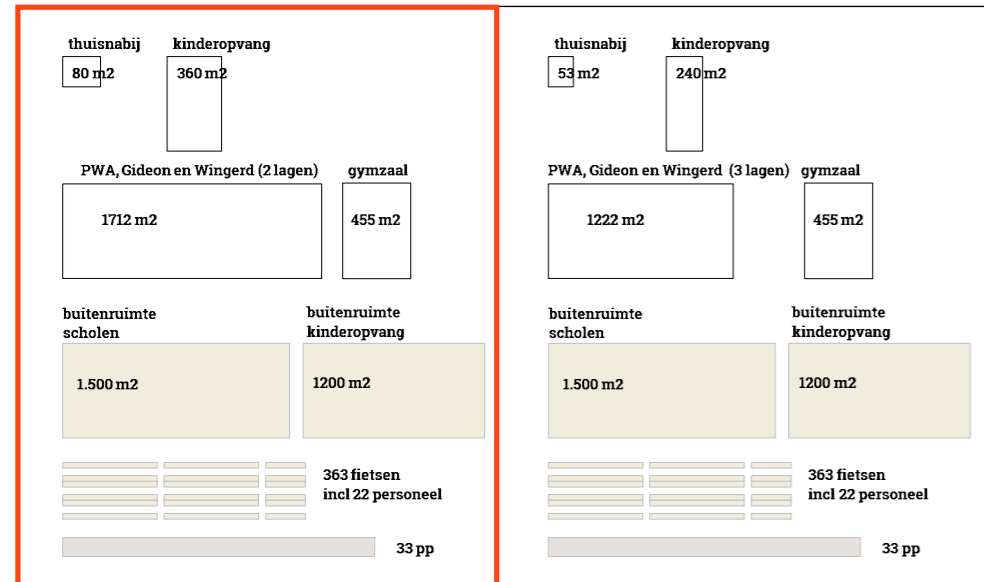 thuisnabij
kinderopvang
80 m2
360 m2
PWA, Gideon en Wingerd (2 lagen)
gymzaal
1712 m2
455 m2
buitenruimte
scholen
buitenruimte
kinderopvang
1.500 m2
1200 m2
363 fietsen
incl 22 personeel
33 pp
thuisnabij
kinderopvang
53 m2
240 m2
PWA, Gideon en Wingerd (3 lagen)
gymzaal
1222 m2
455 m2
buitenruimte
scholen
buitenruimte
kinderopvang
1.500 m2
1200 m2
363 fietsen
incl 22 personeel
33 pp